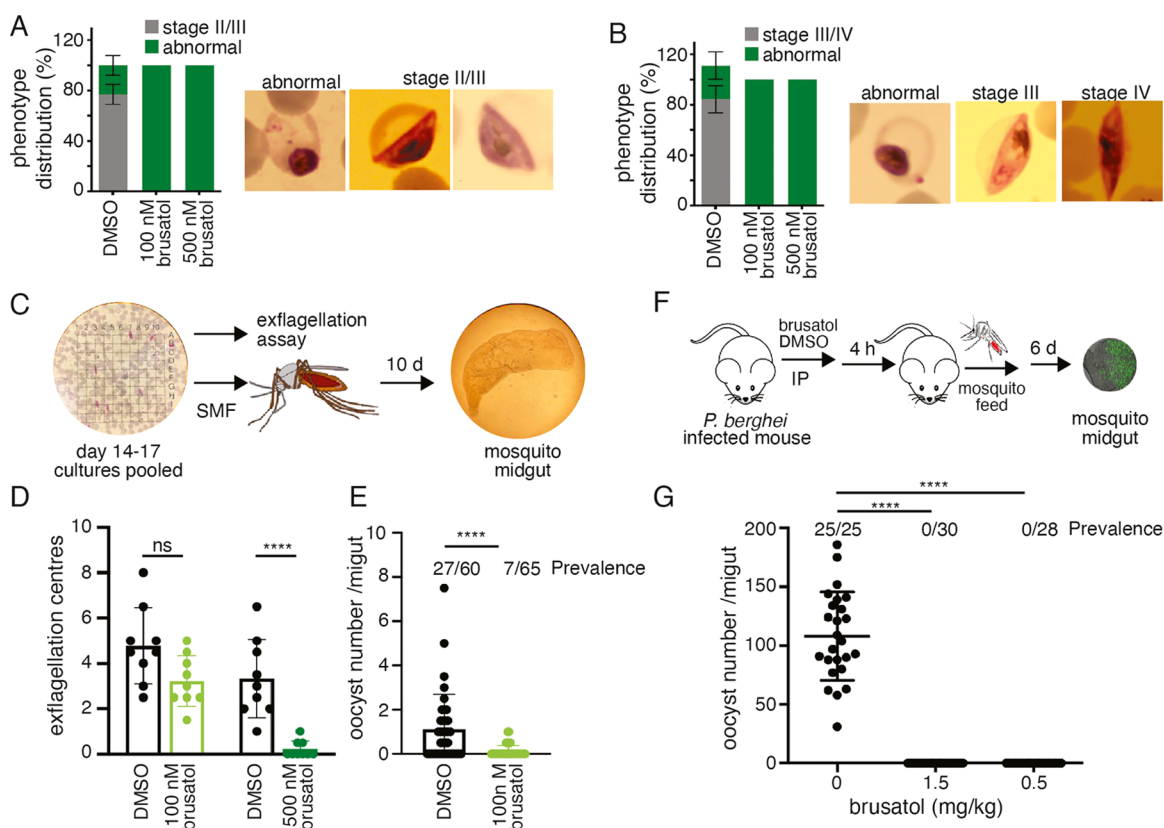 A
stage II/III
abnormal
120
80
40
0
phenotype
distribution (%)
DMSO
100 nM
brusatol
500 nM
brusatol
abnormal
stage II/III
B
stage III/IV
abnormal
120
80
40
0
phenotype
distribution (%)
DMSO
100 nM
brusatol
500 nM
brusatol
abnormal
stage III
stage IV
C
exflagellation
assay
SMF
10 d
day 14-17
cultures pooled
mosquito
midgut
F
brusatol
DMSO
IP
4 h
mosquito
feed
6 d
P. berghei
infected mouse
mosquito
midgut
D
10
8
6
4
2
0
exflagellation centres
ns
****
DMSO
100 nM
brusatol
DMSO
500 nM
brusatol
E
10
8
6
4
2
0
oocyst number /migut
****
27/60 7/65 Prevalence
DMSO
100n M
brusatol
G
****
****
25/25 0/30 0/28 Prevalence
200
150
100
50
0
oocyst number /migut
0 1.5 0.5
brusatol (mg/kg)